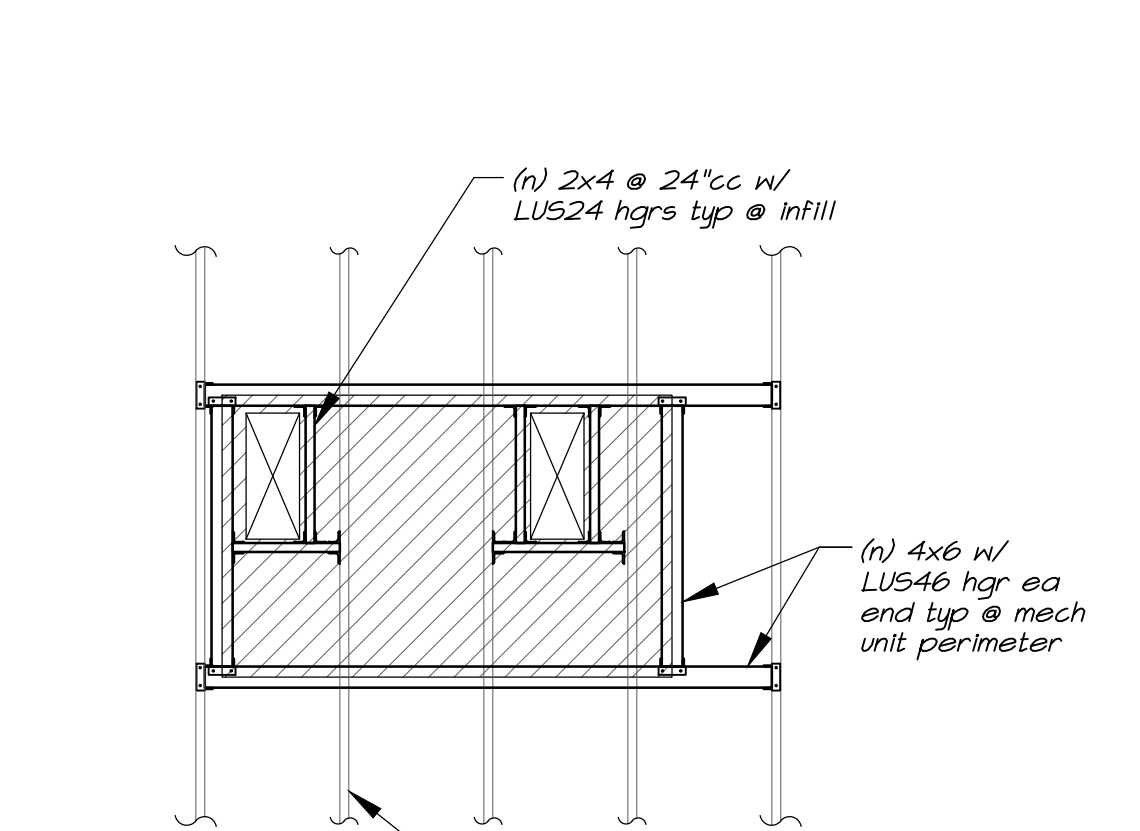 (n) 2x4 @ 24"cc w/
LUS24 hgrs typ @ infill
(n) 4x6 w/
LUS46 hgr ea
end typ @ mech
unit perimeter